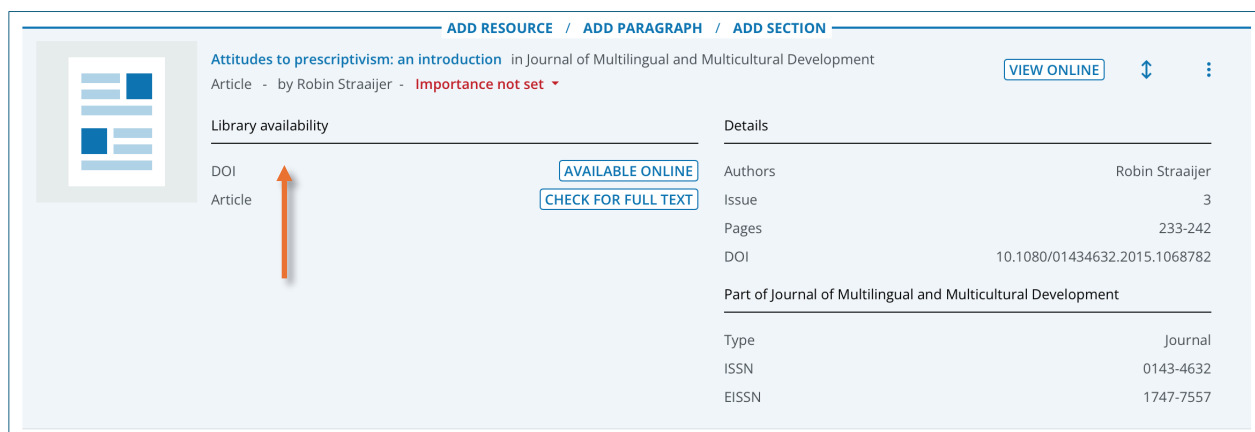 ADD RESOURCE / ADD PARAGRAPH / ADD SECTION
Attitudes to prescriptivism: an introduction in Journal of Multilingual and Multicultural Development
Article - by Robin Straaijer - Importance not set
VIEW ONLINE
Library availability
DOI AVAILABLE ONLINE
Article CHECK FOR FULL TEXT
Details
Authors Robin Straaijer
Issue 3
Pages 233-242
DOI 10.1080/01434632.2015.1068782
Part of Journal of Multilingual and Multicultural Development
Type Journal
ISSN 0143-4632
EISSN 1747-7557